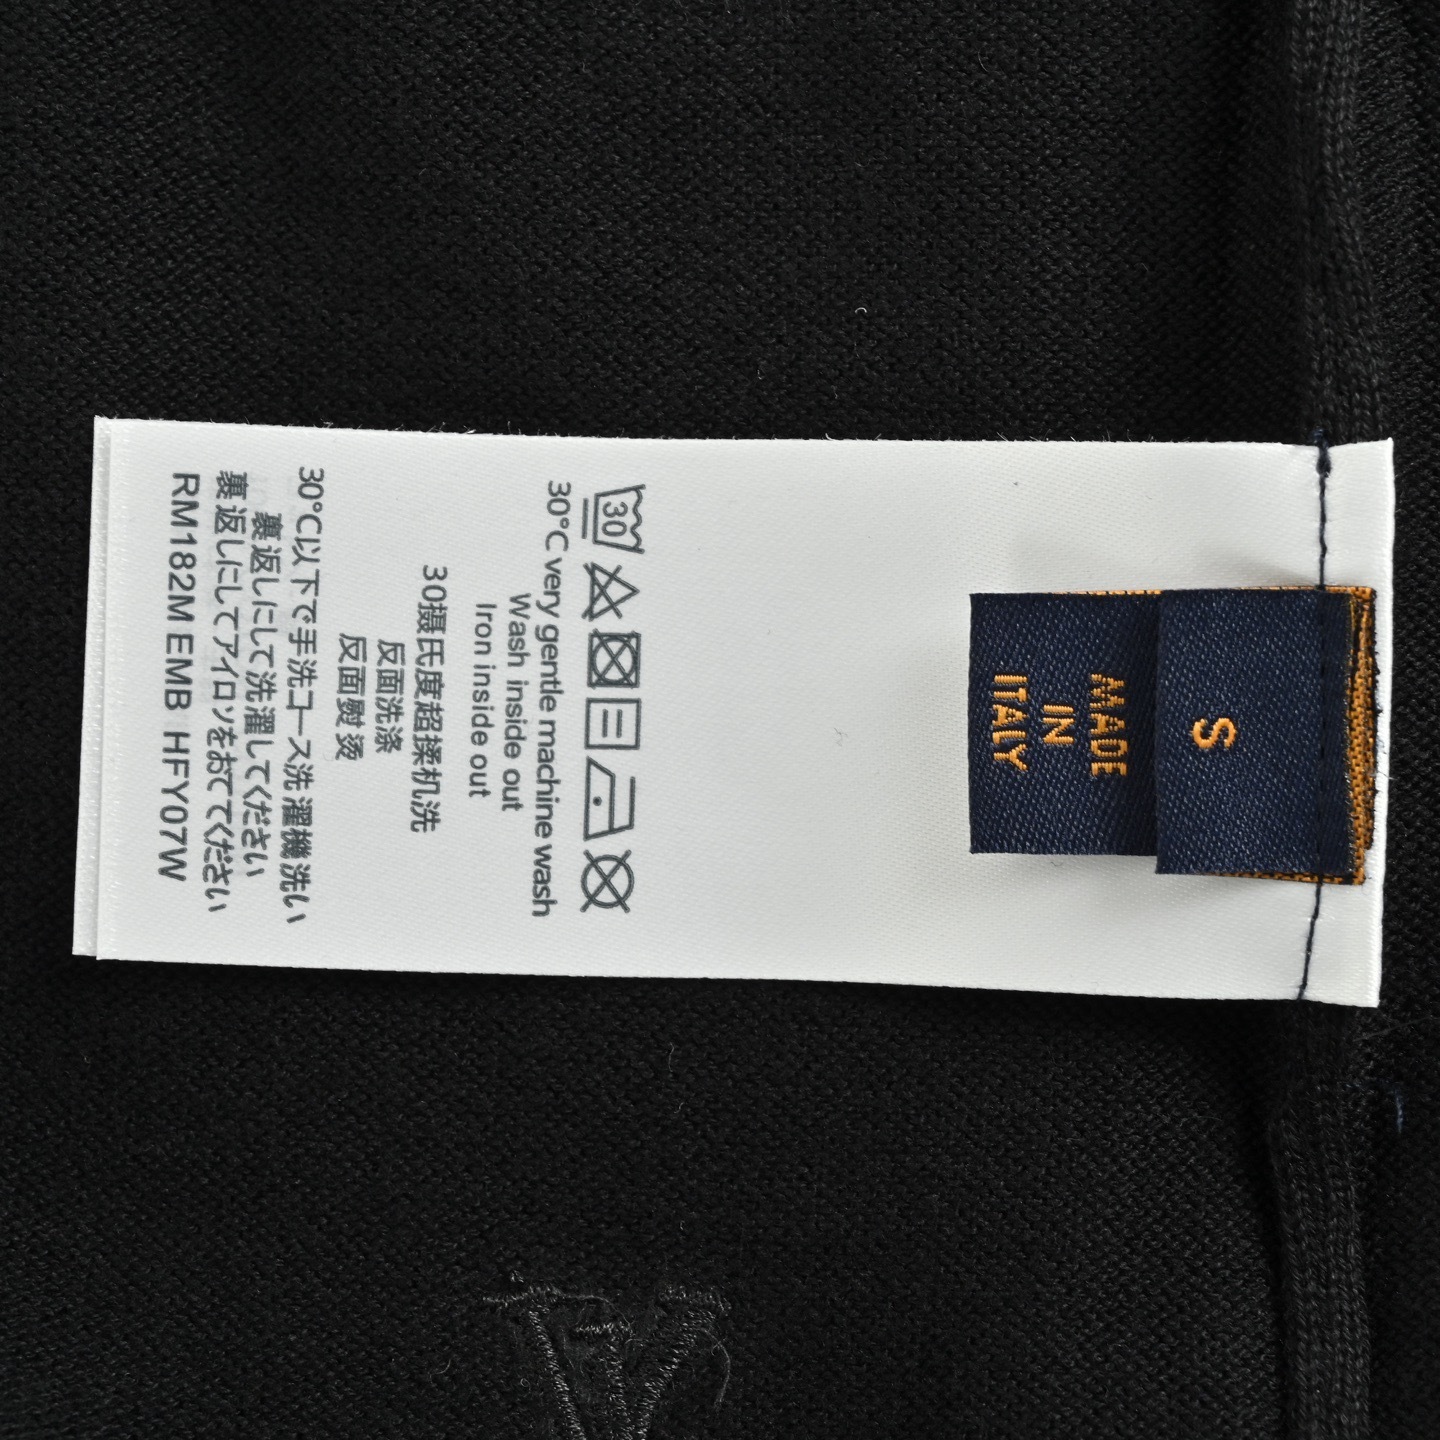 S
MADE
IN
ITALY
30
30°C very gentle machine wash
Wash inside out
Iron inside out
30摄氏度超揉机洗
反面洗涤
反面熨烫
30°C以下で手洗コース洗濯機洗い
裏返しにして洗濯してください
裏返しにしてアイロソをおててください
RM182M EMB HFY07W